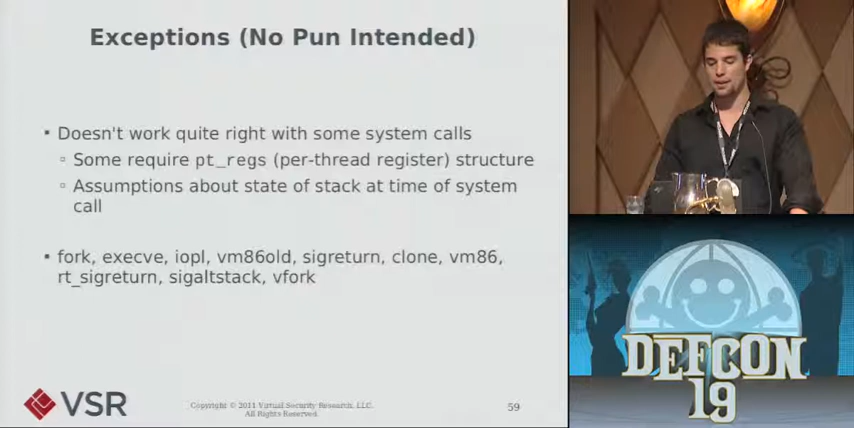 Exceptions (No Pun Intended)
▪ Doesn't work quite right with some system calls
▫ Some require pt_regs (per-thread register) structure
▫ Assumptions about state of stack at time of system
call
▪ fork, execve, iopl, vm86old, sigreturn, clone, vm86,
rt_sigreturn, sigaltstack, vfork
VSR
Copyright © 2011 Virtual Security Research, LLC.
All Rights Reserved.
59
DEFCON
19